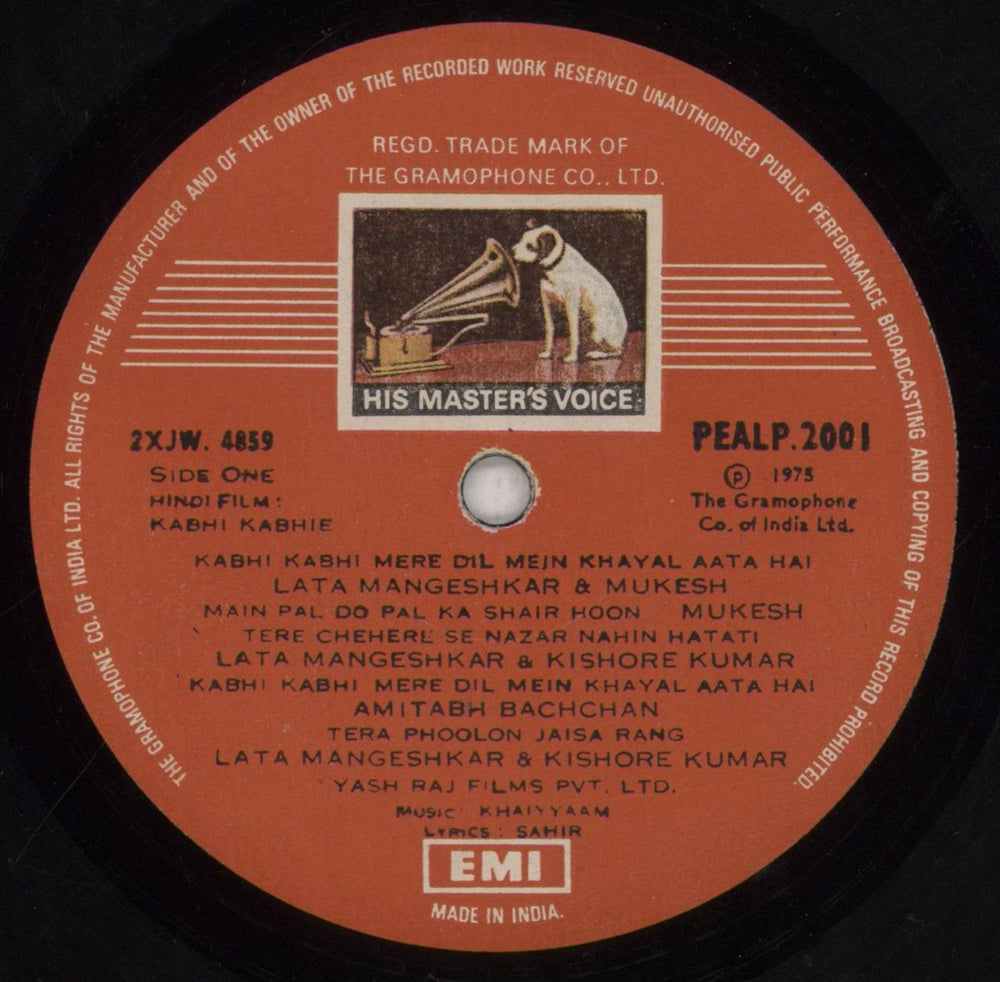 THE GRAMOPHONE CO. OF INDIA LTD. ALL RIGHTS OF THE MANUFACTURER AND OF THE OWNER OF THE RECORDED WORK RESERVED UNAUTHORISED PUBLIC PERFORMANCE BROADCASTING AND COPYING OF THIS RECORD PROHIBITED.
REGD. TRADE MARK OF
THE GRAMOPHONE CO., LTD.
HIS MASTER'S VOICE
2XJW. 4859
SIDE ONE
HINDI FILM :
KABHI KABHIE
PEALP.2001
℗ 1975
The Gramophone
Co. of India Ltd.
KABHI KABHI MERE DIL MEIN KHAYAL AATA HAI
LATA MANGESHKAR & MUKESH
MAIN PAL DO PAL KA SHAIR HOON MUKESH
TERE CHEHERE SE NAZAR NAHIN HATATI
LATA MANGESHKAR & KISHORE KUMAR
KABHI KABHI MERE DIL MEIN KHAYAL AATA HAI
AMITABH BACHCHAN
TERA PHOOLON JAISA RANG
LATA MANGESHKAR & KISHORE KUMAR
YASH RAJ FILMS PVT. LTD.
MUSIC : KHAIYYAAM
LYRICS : SAHIR
EMI
MADE IN INDIA.